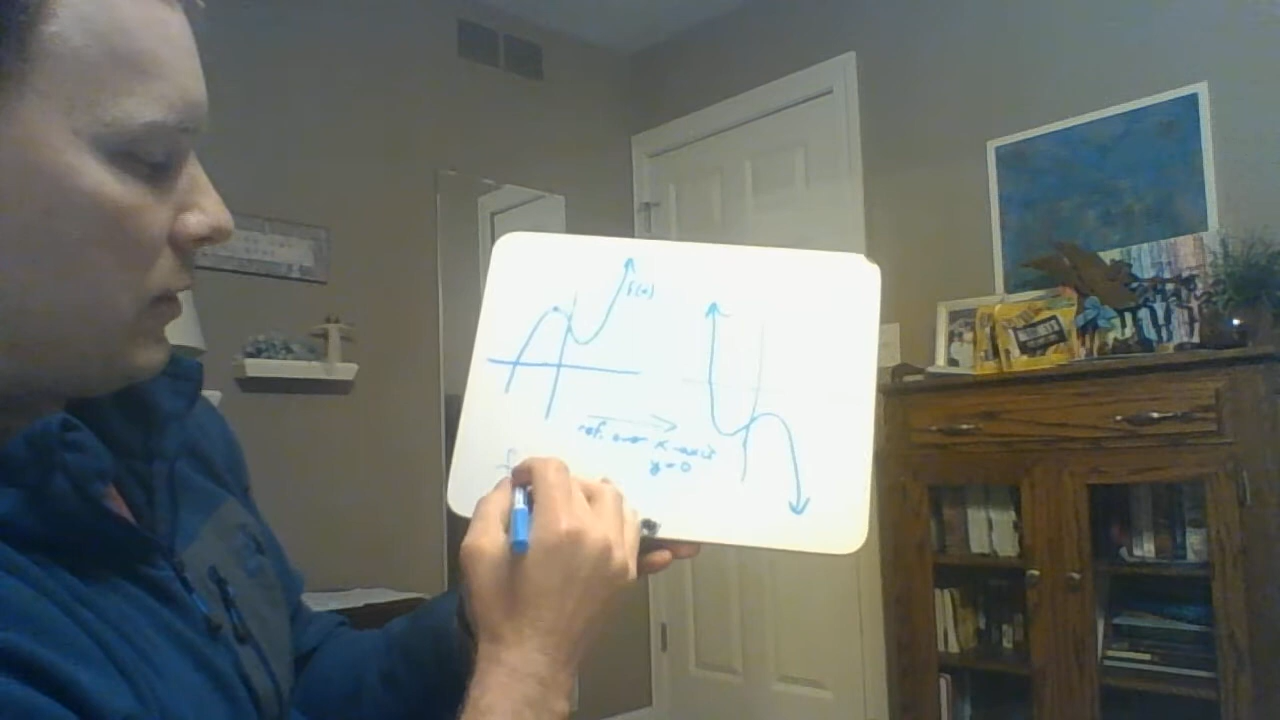 f(x)
ref. over x-axis
y=0
f